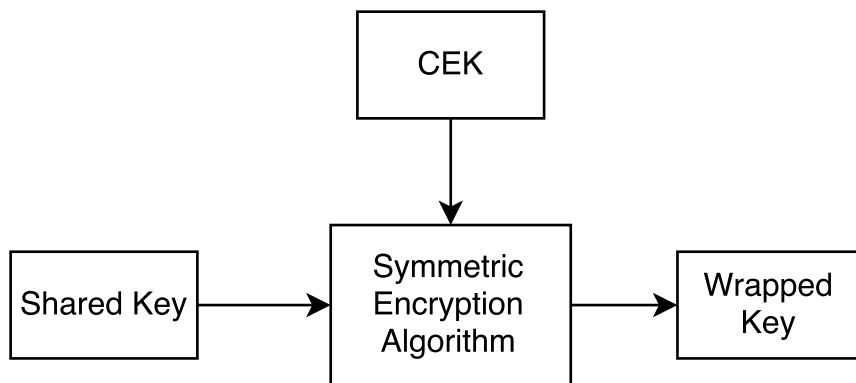 CEK
Shared Key
Symmetric
Encryption
Algorithm
Wrapped
Key